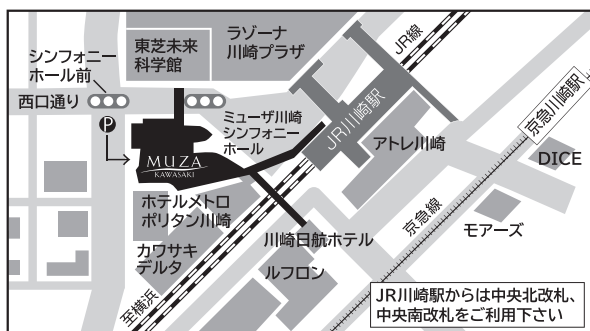 シンフォニー
ホール前
西口通り
P
東芝未来
科学館
ラゾーナ
川崎プラザ
JR線
JR川崎駅
京急川崎駅
ミューザ川崎
シンフォニー
ホール
MUZA
KAWASAKI
アトレ川崎
DICE
モアーズ
京急線
ホテルメトロ
ポリタン川崎
カワサキ
デルタ
川崎日航ホテル
ルフロン
至横浜
JR川崎駅からは中央北改札、
中央南改札をご利用下さい